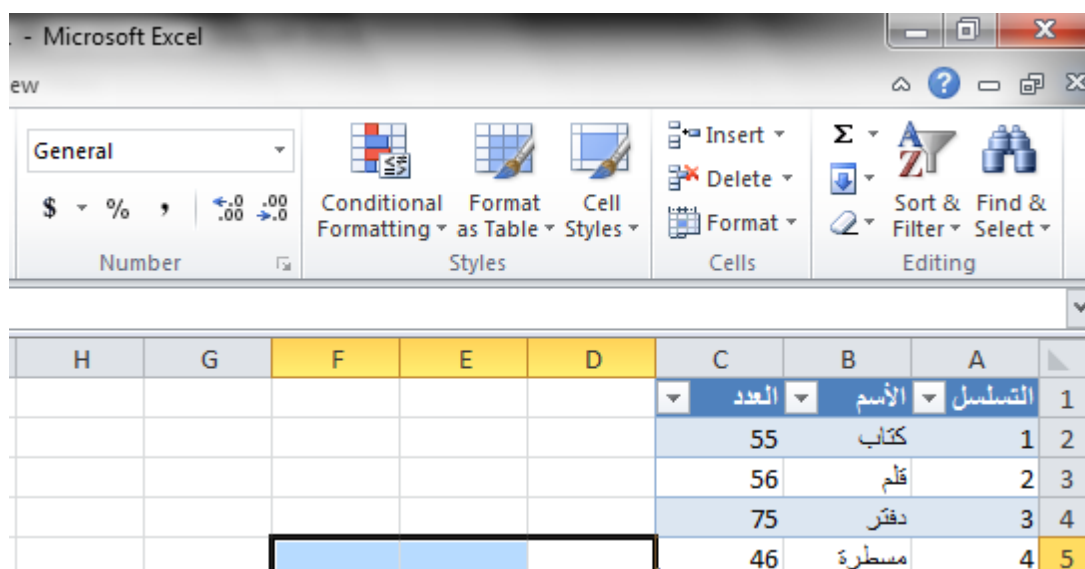 . - Microsoft Excel
ew
General
$ % , .00 .0
Conditional Formatting
Format as Table
Cell Styles
Insert
Delete
Format
Σ
Sort & Filter
Find & Select
Number
Styles
Cells
Editing
H G F E D C B A
التسلسل الأسم العدد 1
1 كتاب 55 2
2 قلم 56 3
3 دفتر 75 4
4 مسطرة 46 5